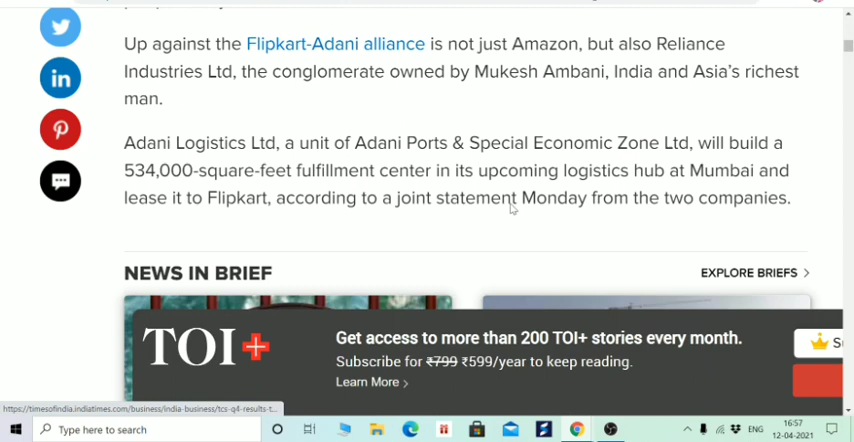 Up against the Flipkart-Adani alliance is not just Amazon, but also Reliance
Industries Ltd, the conglomerate owned by Mukesh Ambani, India and Asia's richest
man.
Adani Logistics Ltd, a unit of Adani Ports & Special Economic Zone Ltd, will build a
534,000-square-feet fulfillment center in its upcoming logistics hub at Mumbai and
lease it to Flipkart, according to a joint statement Monday from the two companies.
NEWS IN BRIEF
EXPLORE BRIEFS
TOI+
Get access to more than 200 TOI+ stories every month.
Subscribe for ₹799 ₹599/year to keep reading.
Learn More
https://timesofindia.indiatimes.com/business/india-business/tcs-q4-results-t...
Type here to search
ENG
16:57
12-04-2021